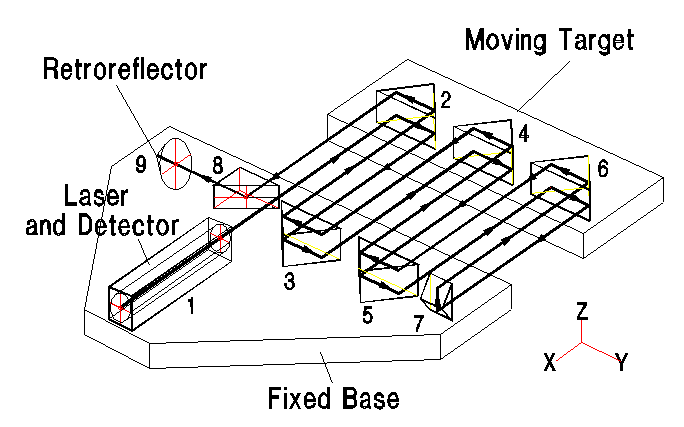 Moving Target
Retroreflector
2
9
8
4
6
Laser
and Detector
3
1
5
7
Z
X
Y
Fixed Base